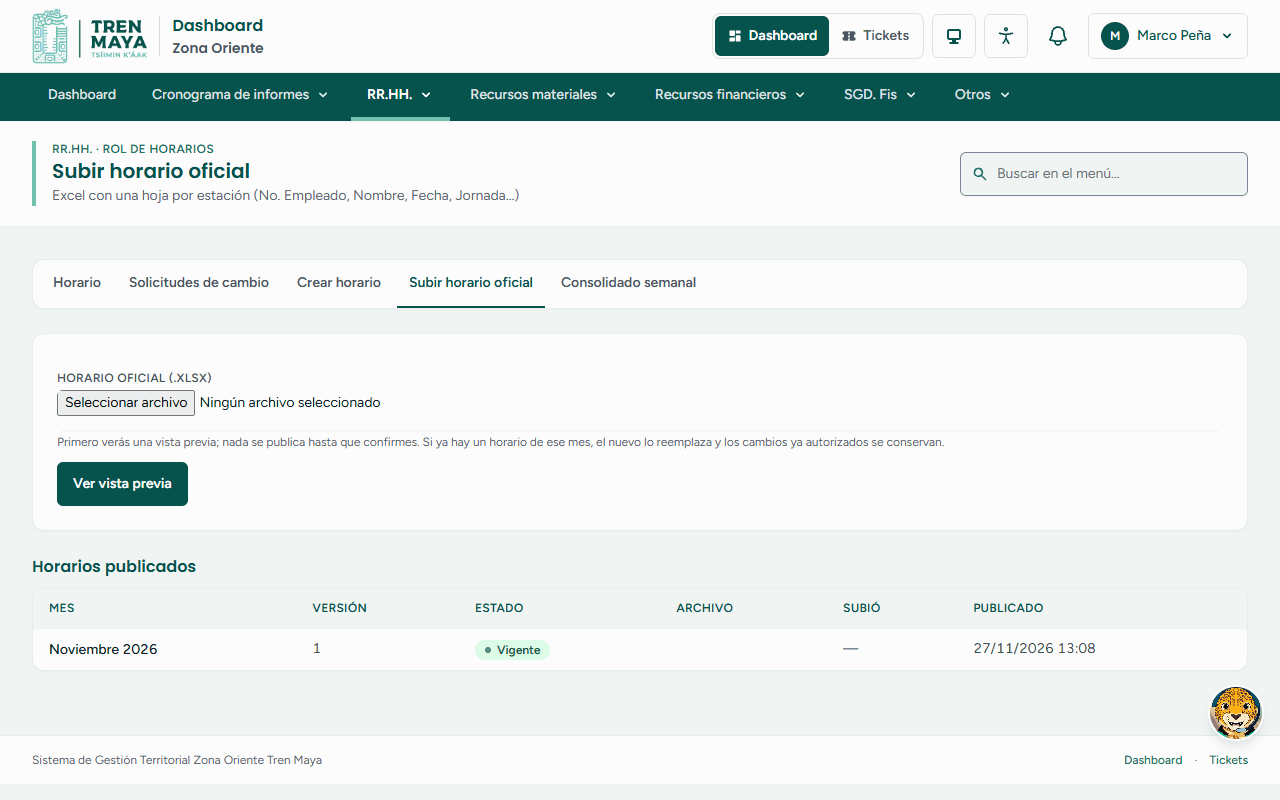 TREN
MAYA
TSÍIMIN K'ÁAK
Dashboard
Zona Oriente
Dashboard
Tickets
M
Marco Peña
Dashboard
Cronograma de informes
RR.HH.
Recursos materiales
Recursos financieros
SGD. Fis
Otros
RR.HH. · ROL DE HORARIOS
Subir horario oficial
Excel con una hoja por estación (No. Empleado, Nombre, Fecha, Jornada...)
Buscar en el menú...
Horario
Solicitudes de cambio
Crear horario
Subir horario oficial
Consolidado semanal
HORARIO OFICIAL (.XLSX)
Seleccionar archivo Ningún archivo seleccionado
Primero verás una vista previa; nada se publica hasta que confirmes. Si ya hay un horario de ese mes, el nuevo lo reemplaza y los cambios ya autorizados se conservan.
Ver vista previa
Horarios publicados
MES VERSIÓN ESTADO ARCHIVO SUBIÓ PUBLICADO
Noviembre 2026 1 Vigente — 27/11/2026 13:08
Sistema de Gestión Territorial Zona Oriente Tren Maya
Dashboard · Tickets